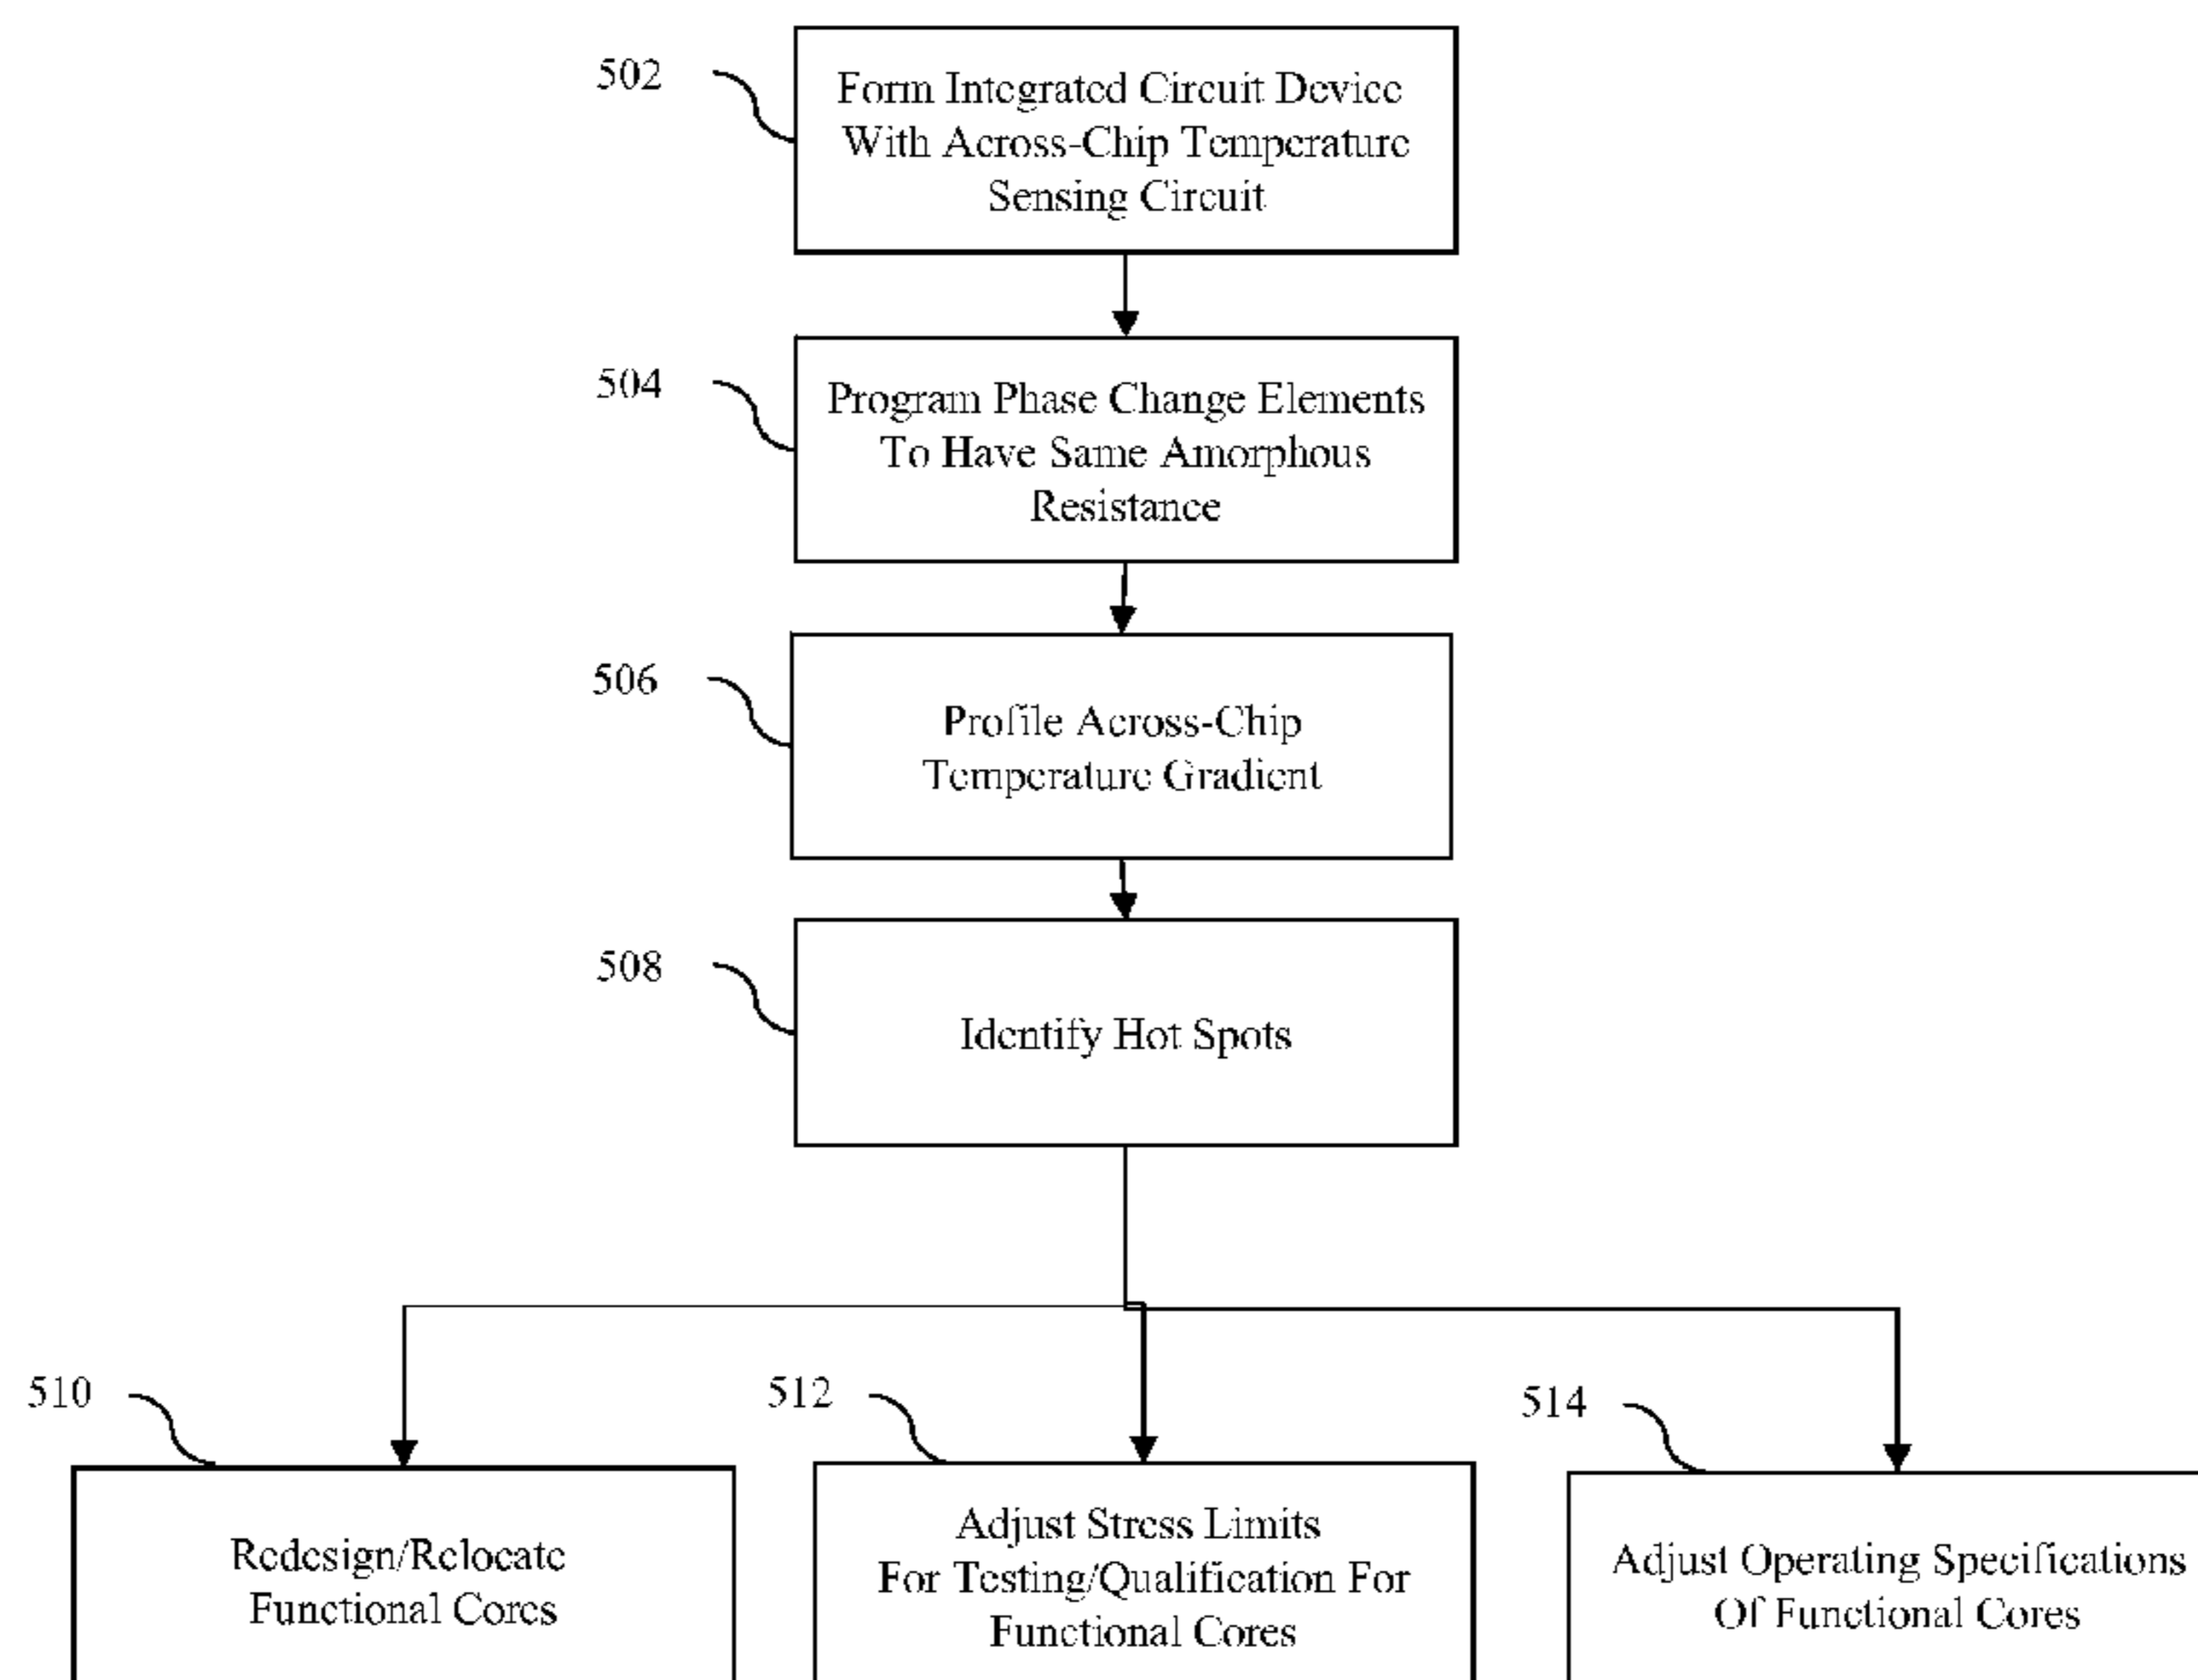 502
Form Integrated Circuit Device
With Across-Chip Temperature
Sensing Circuit
504
Program Phase Change Elements
To Have Same Amorphous
Resistance
506
Profile Across-Chip
Temperature Gradient
508
Identify Hot Spots
510
Redesign/Relocate
Functional Cores
512
Adjust Stress Limits
For Testing/Qualification For
Functional Cores
514
Adjust Operating Specifications
Of Functional Cores